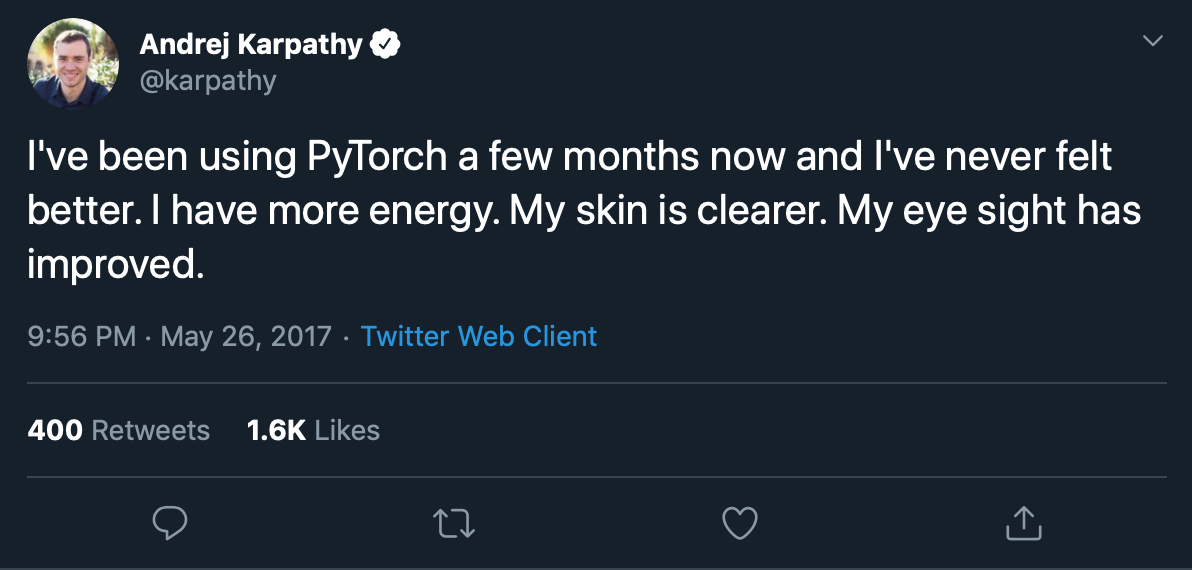 Andrej Karpathy
@karpathy
I've been using PyTorch a few months now and I've never felt
better. I have more energy. My skin is clearer. My eye sight has
improved.
9:56 PM · May 26, 2017 · Twitter Web Client
400 Retweets 1.6K Likes